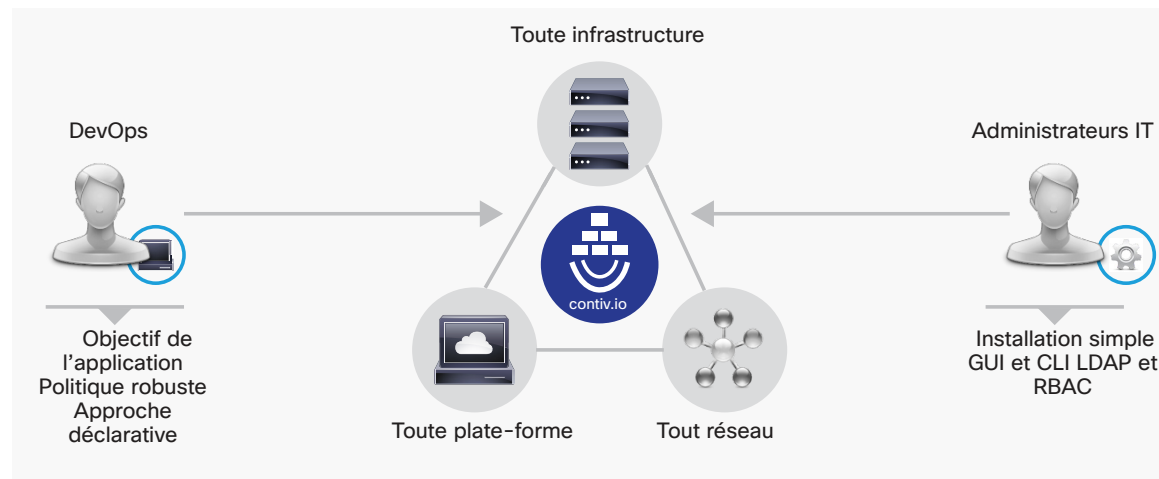 Toute infrastructure
DevOps
Administrateurs IT
contiv.io
Objectif de
l'application
Politique robuste
Approche
déclarative
Installation simple
GUI et CLI LDAP et
RBAC
Toute plate-forme
Tout réseau